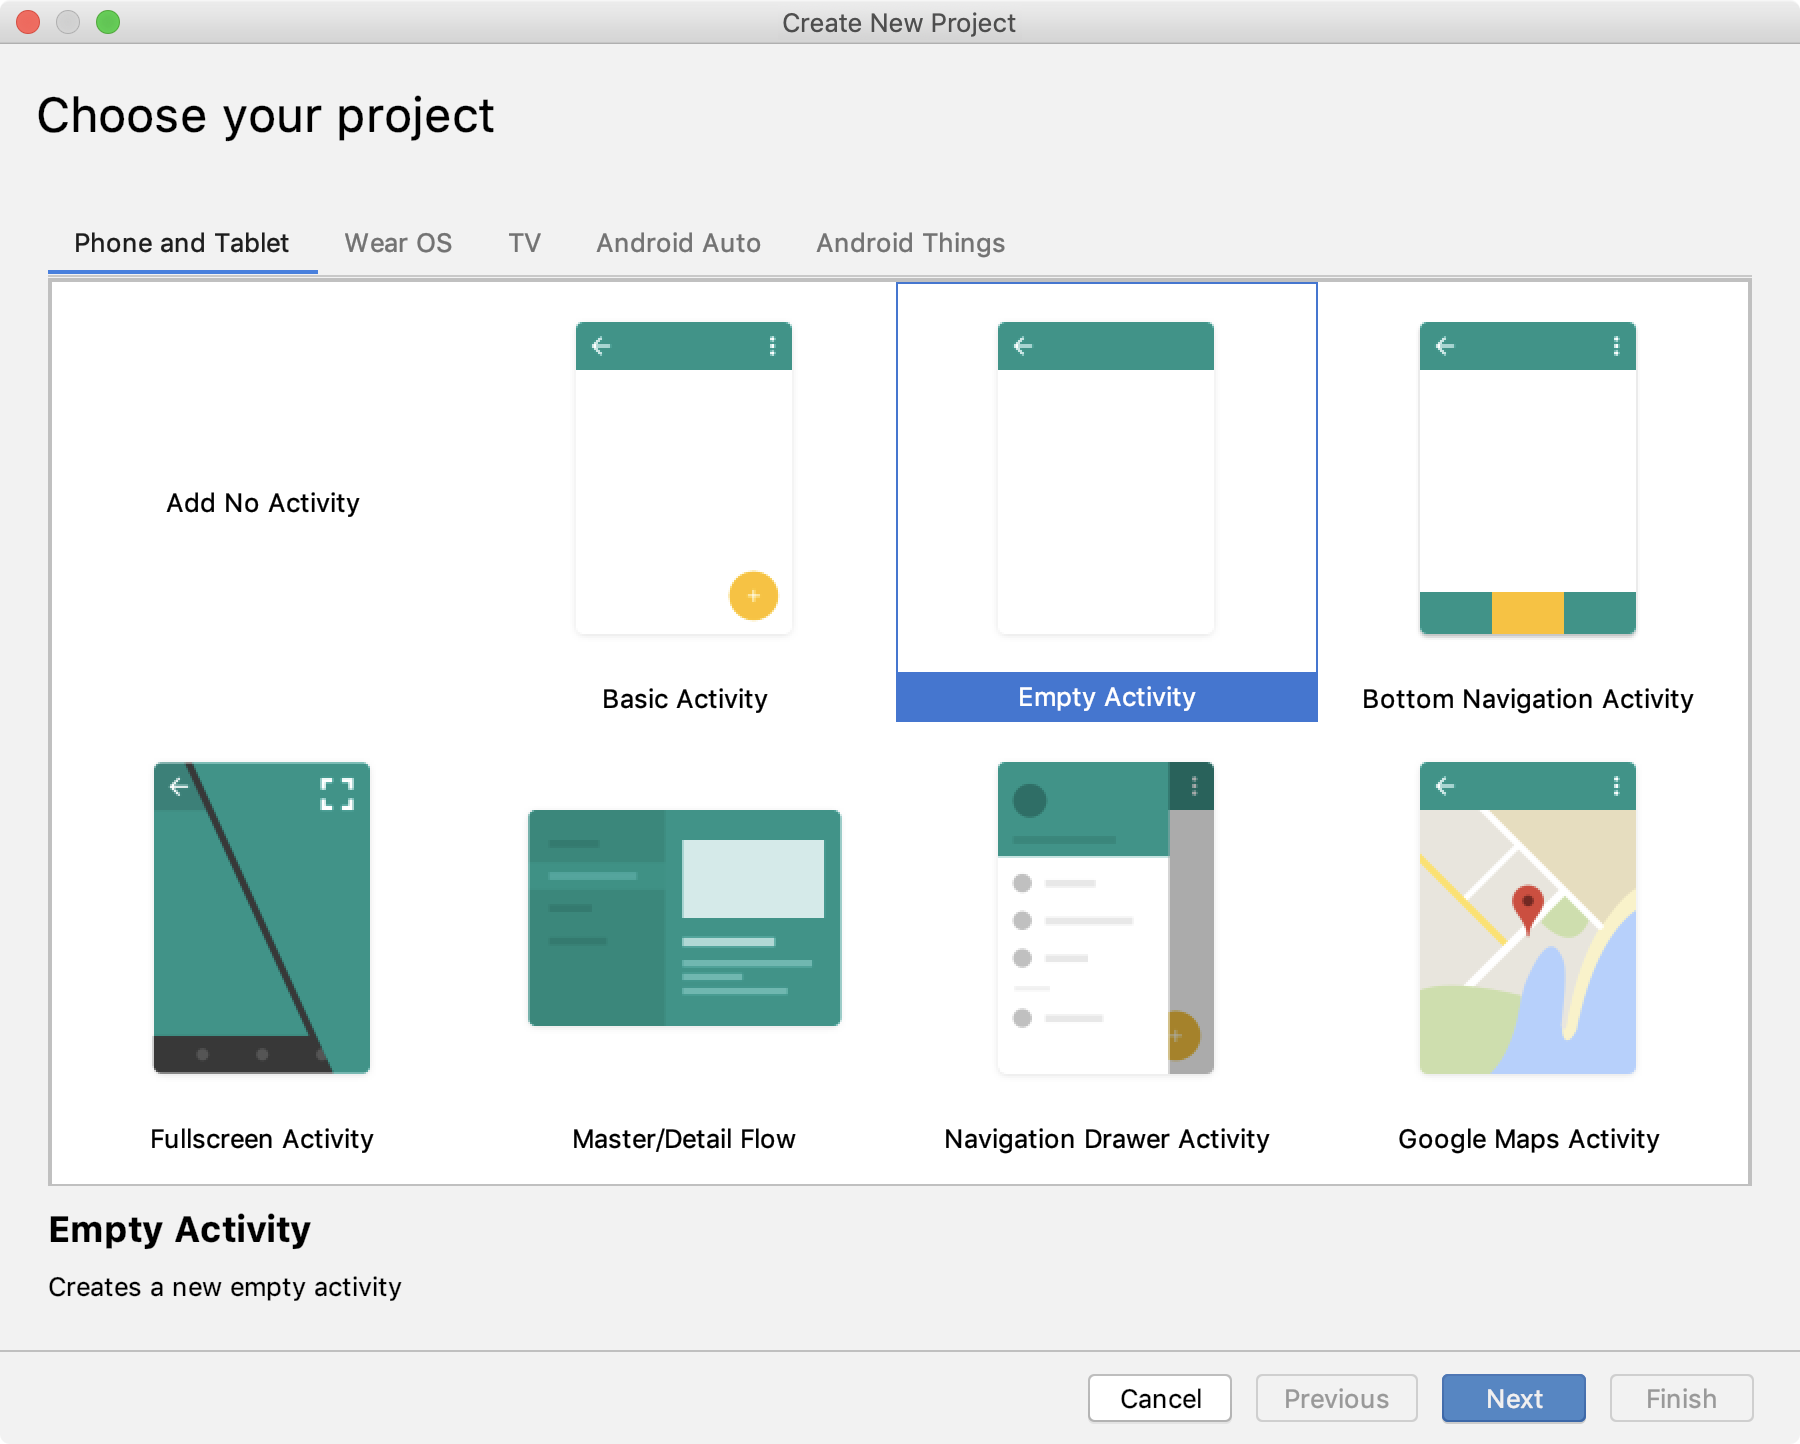 Create New Project
Choose your project
Phone and Tablet
Wear OS
TV
Android Auto
Android Things
Add No Activity
Basic Activity
Empty Activity
Bottom Navigation Activity
Fullscreen Activity
Master/Detail Flow
Navigation Drawer Activity
Google Maps Activity
Empty Activity
Creates a new empty activity
Cancel
Previous
Next
Finish